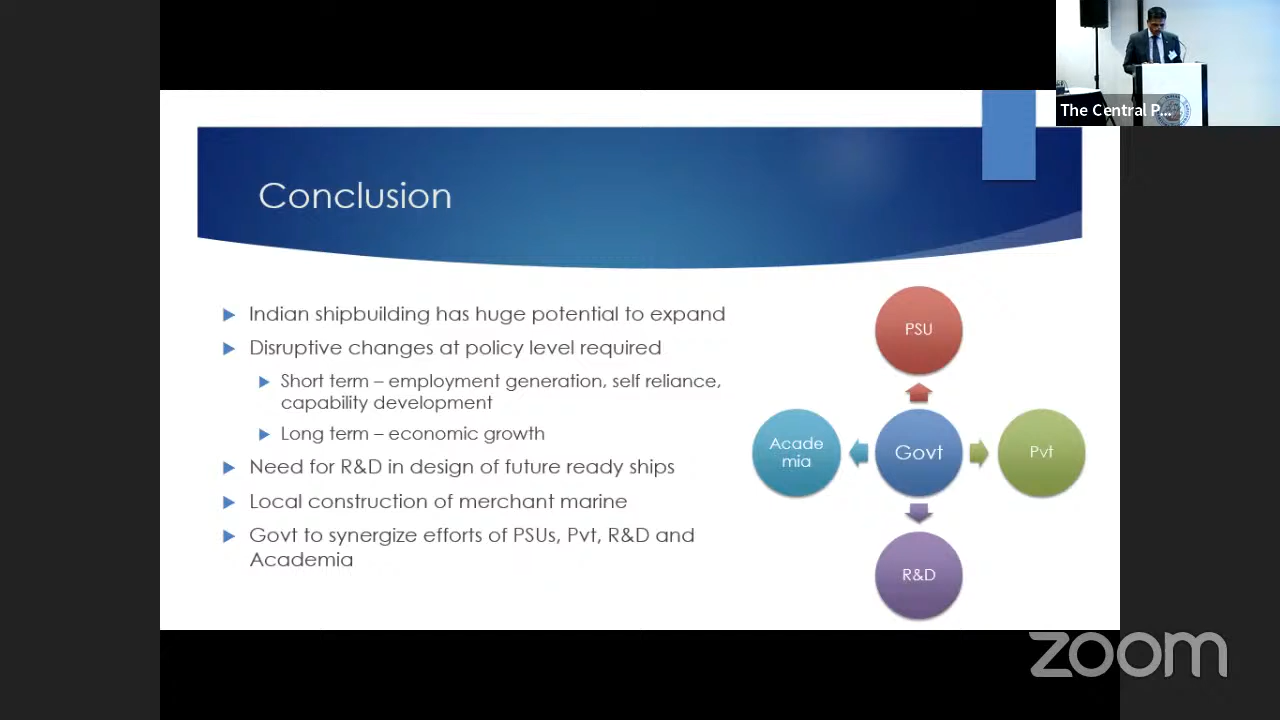 The Central P...
Conclusion
Indian shipbuilding has huge potential to expand
Disruptive changes at policy level required
Short term – employment generation, self reliance,
capability development
Long term – economic growth
Need for R&D in design of future ready ships
Local construction of merchant marine
Govt to synergize efforts of PSUs, Pvt, R&D and
Academia
PSU
Acade
mia
Govt
Pvt
R&D
zoom